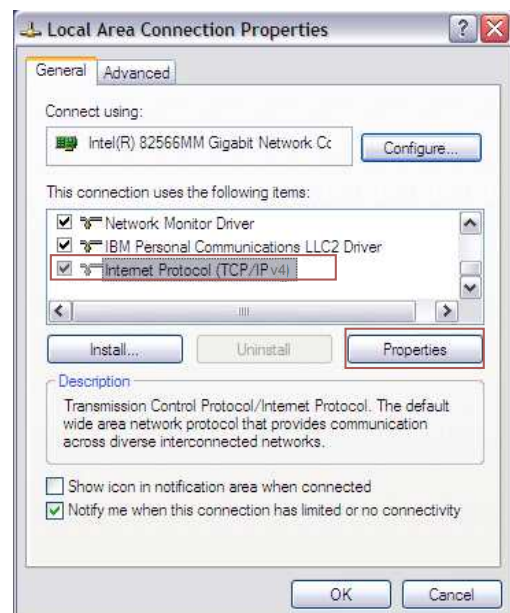 Local Area Connection Properties
General
Advanced
Connect using:
Intel(R) 82566MM Gigabit Network Cc
Configure...
This connection uses the following items:
Network Monitor Driver
IBM Personal Communications LLC2 Driver
Internet Protocol (TCP/IPv4)
Install...
Uninstall
Properties
Description
Transmission Control Protocol/Internet Protocol. The default
wide area network protocol that provides communication
across diverse interconnected networks.
Show icon in notification area when connected
Notify me when this connection has limited or no connectivity
OK
Cancel